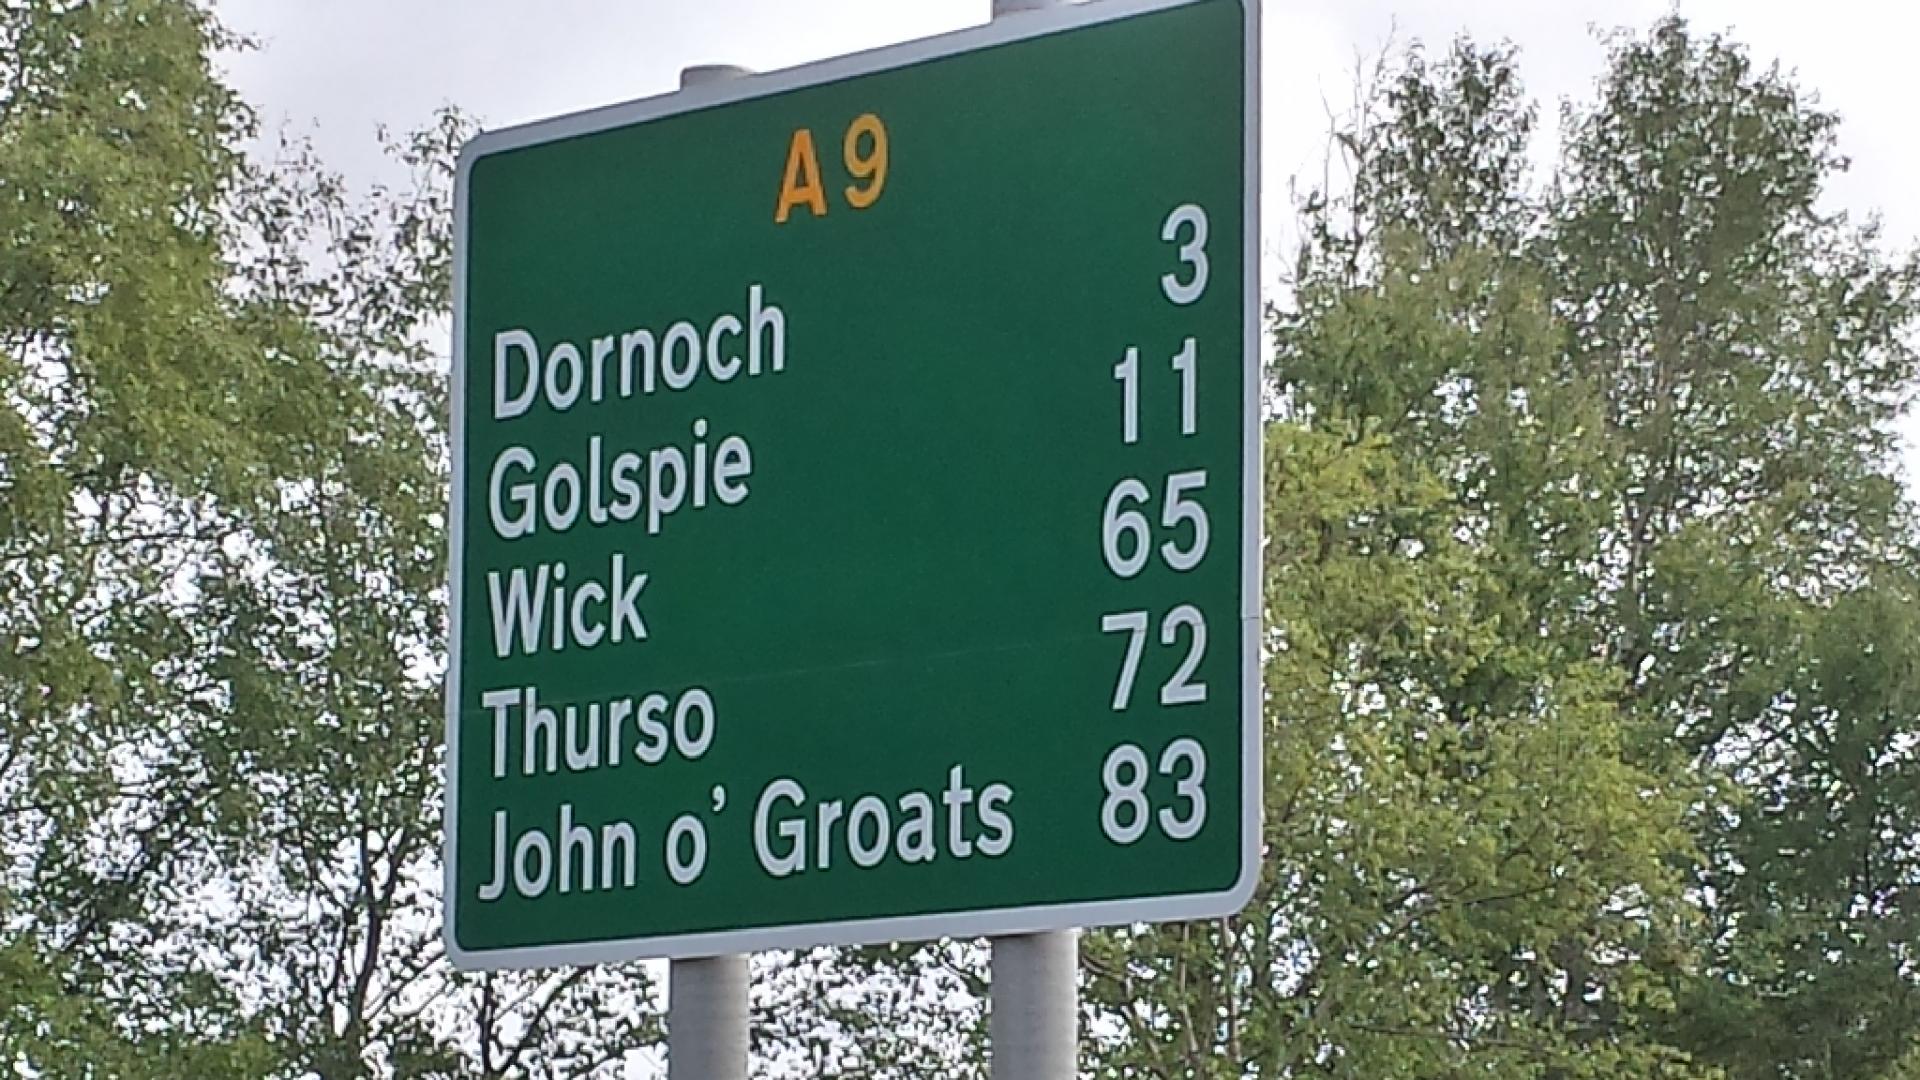 A9
Dornoch 3
Golspie 11
Wick 65
Thurso 72
John o' Groats 83